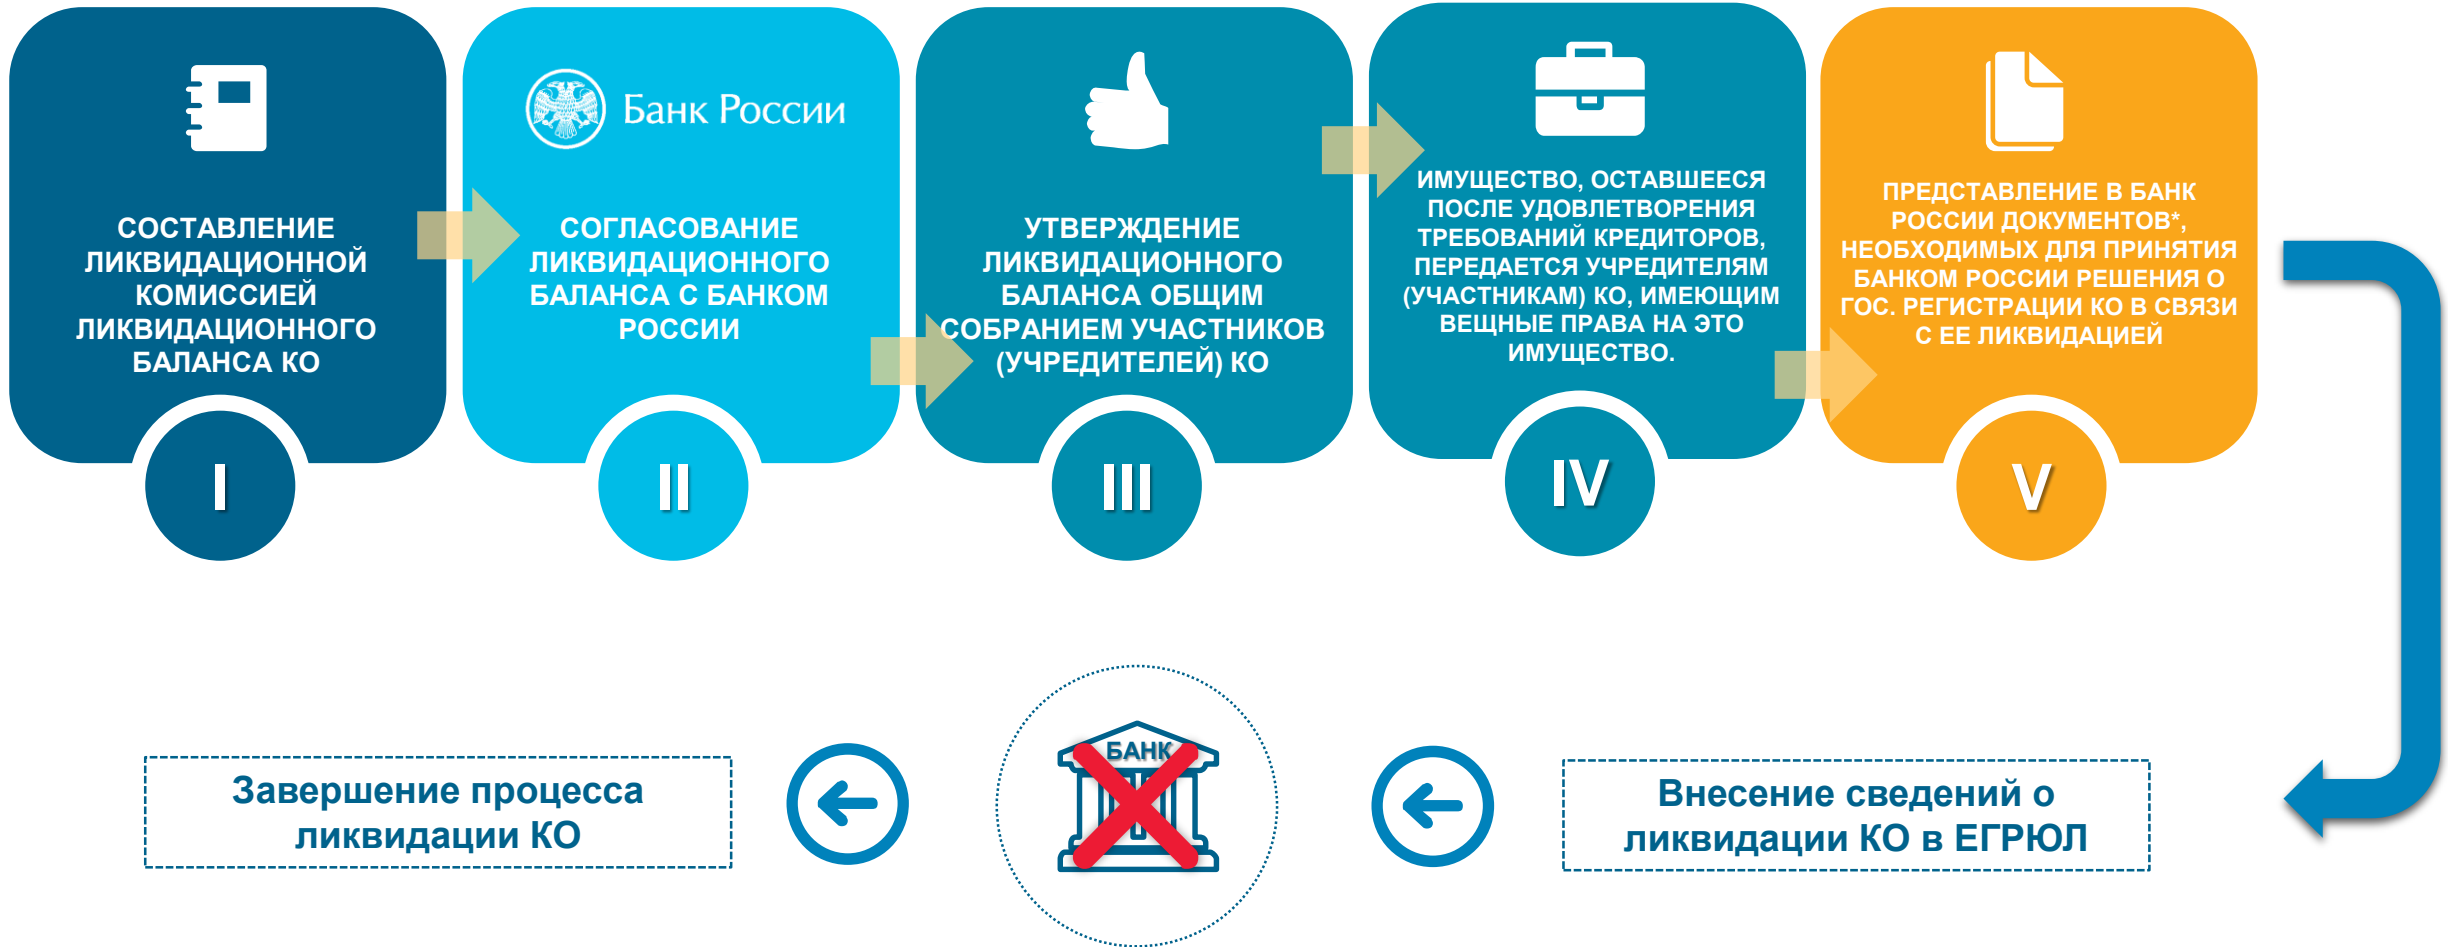 СОСТАВЛЕНИЕ
ЛИКВИДАЦИОННОЙ
КОМИССИЕЙ
ЛИКВИДАЦИОННОГО
БАЛАНСА КО
I
Банк России
СОГЛАСОВАНИЕ
ЛИКВИДАЦИОННОГО
БАЛАНСА С БАНКОМ
РОССИИ
II
УТВЕРЖДЕНИЕ
ЛИКВИДАЦИОННОГО
БАЛАНСА ОБЩИМ
СОБРАНИЕМ УЧАСТНИКОВ
(УЧРЕДИТЕЛЕЙ) КО
III
ИМУЩЕСТВО, ОСТАВШЕЕСЯ
ПОСЛЕ УДОВЛЕТВОРЕНИЯ
ТРЕБОВАНИЙ КРЕДИТОРОВ,
ПЕРЕДАЕТСЯ УЧРЕДИТЕЛЯМ
(УЧАСТНИКАМ) КО, ИМЕЮЩИМ
ВЕЩНЫЕ ПРАВА НА ЭТО
ИМУЩЕСТВО.
IV
ПРЕДСТАВЛЕНИЕ В БАНК
РОССИИ ДОКУМЕНТОВ*,
НЕОБХОДИМЫХ ДЛЯ ПРИНЯТИЯ
БАНКОМ РОССИИ РЕШЕНИЯ О
ГОС. РЕГИСТРАЦИИ КО В СВЯЗИ
С ЕЕ ЛИКВИДАЦИЕЙ
V
Внесение сведений о
ликвидации КО в ЕГРЮЛ
БАНК
Завершение процесса
ликвидации КО